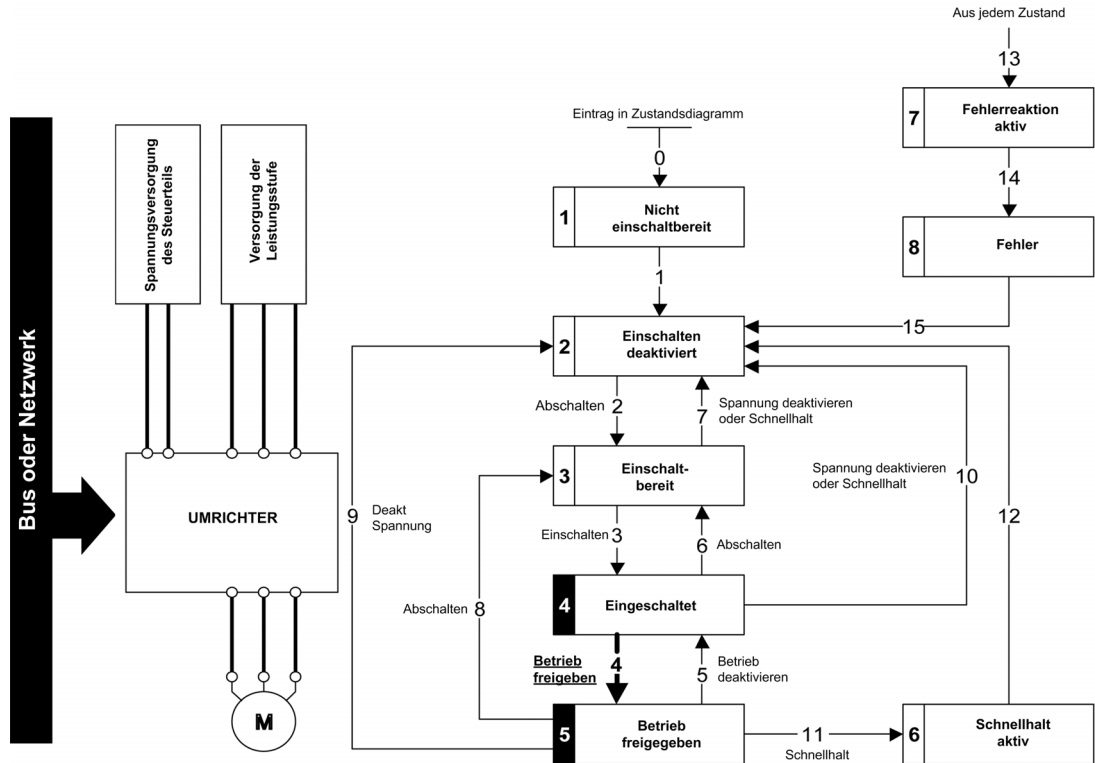 Aus jedem Zustand
13
7
Fehlerreaktion
aktiv
14
8
Fehler
15
Eintrag in Zustandsdiagramm
0
1
Nicht
einschaltbereit
1
2
Einschalten
deaktiviert
Abschalten 2
7
Spannung deaktivieren
oder Schnellhalt
3
Einschalt-
bereit
Spannung deaktivieren
oder Schnellhalt
10
12
Einschalten 3
6 Abschalten
4
Eingeschaltet
Abschalten 8
9
Deakt
Spannung
Betrieb
freigeben
4
5
Betrieb
deaktivieren
5
Betrieb
freigegeben
11
Schnellhalt
6
Schnellhalt
aktiv
Bus oder Netzwerk
Spannungsversorgung
des Steuerteils
Versorgung der
Leistungsstufe
UMRICHTER
M